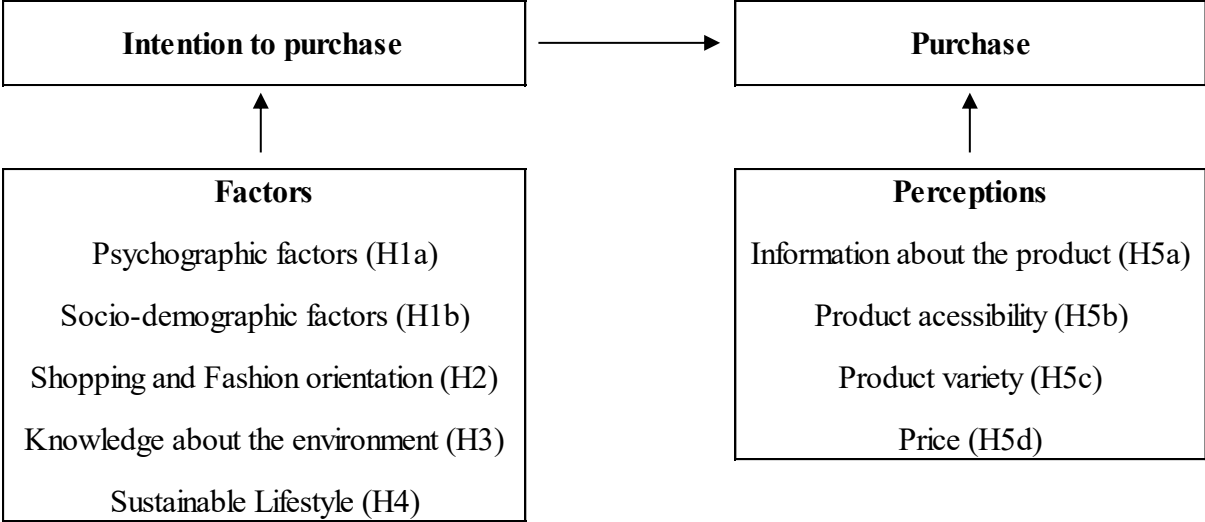 Intention to purchase
Purchase
Factors
Psychographic factors (H1a)
Socio-demographic factors (H1b)
Shopping and Fashion orientation (H2)
Knowledge about the environment (H3)
Sustainable Lifestyle (H4)
Perceptions
Information about the product (H5a)
Product acessibility (H5b)
Product variety (H5c)
Price (H5d)